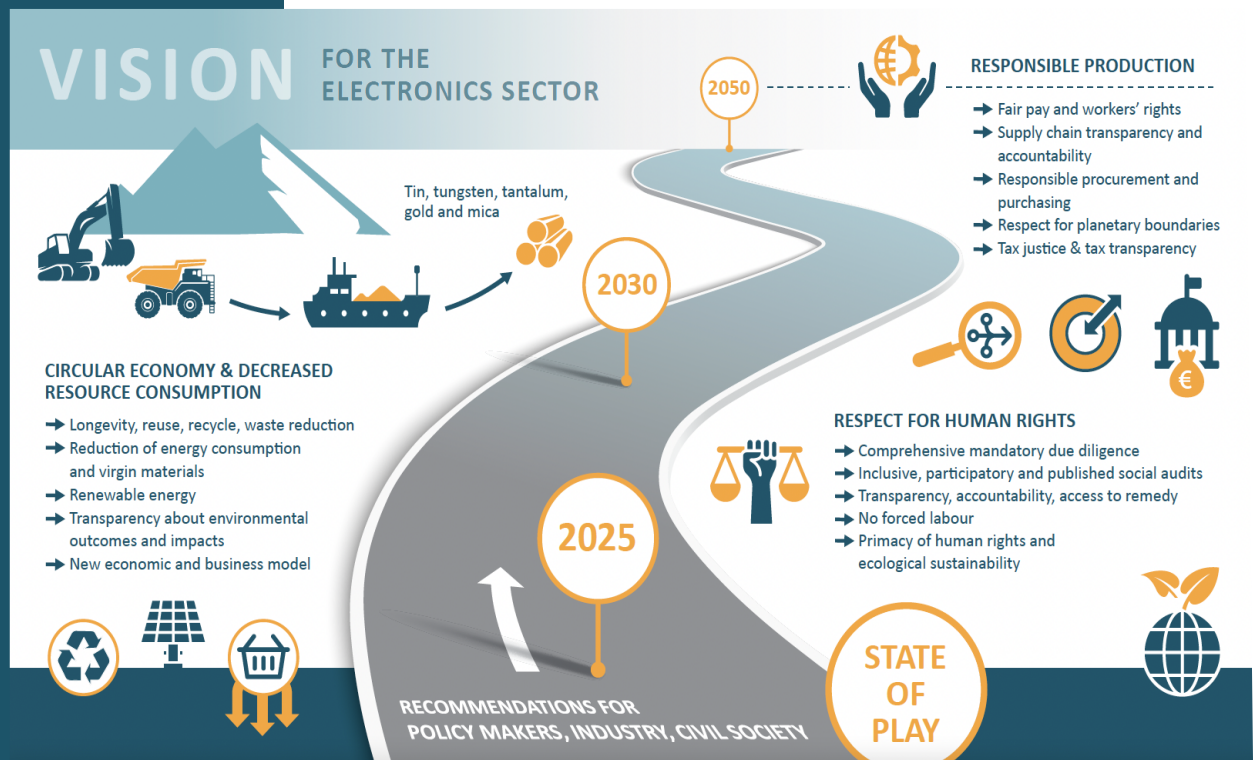 VISION
FOR THE
ELECTRONICS SECTOR
2050
RESPONSIBLE PRODUCTION
Fair pay and workers’ rights
Supply chain transparency and
accountability
Responsible procurement and
purchasing
Respect for planetary boundaries
Tax justice & tax transparency
Tin, tungsten, tantalum,
gold and mica
2030
CIRCULAR ECONOMY & DECREASED
RESOURCE CONSUMPTION
Longevity, reuse, recycle, waste reduction
Reduction of energy consumption
and virgin materials
Renewable energy
Transparency about environmental
outcomes and impacts
New economic and business model
€
RESPECT FOR HUMAN RIGHTS
Comprehensive mandatory due diligence
Inclusive, participatory and published social audits
Transparency, accountability, access to remedy
No forced labour
Primacy of human rights and
ecological sustainability
2025
RECOMMENDATIONS FOR
POLICY MAKERS, INDUSTRY, CIVIL SOCIETY
STATE
OF
PLAY